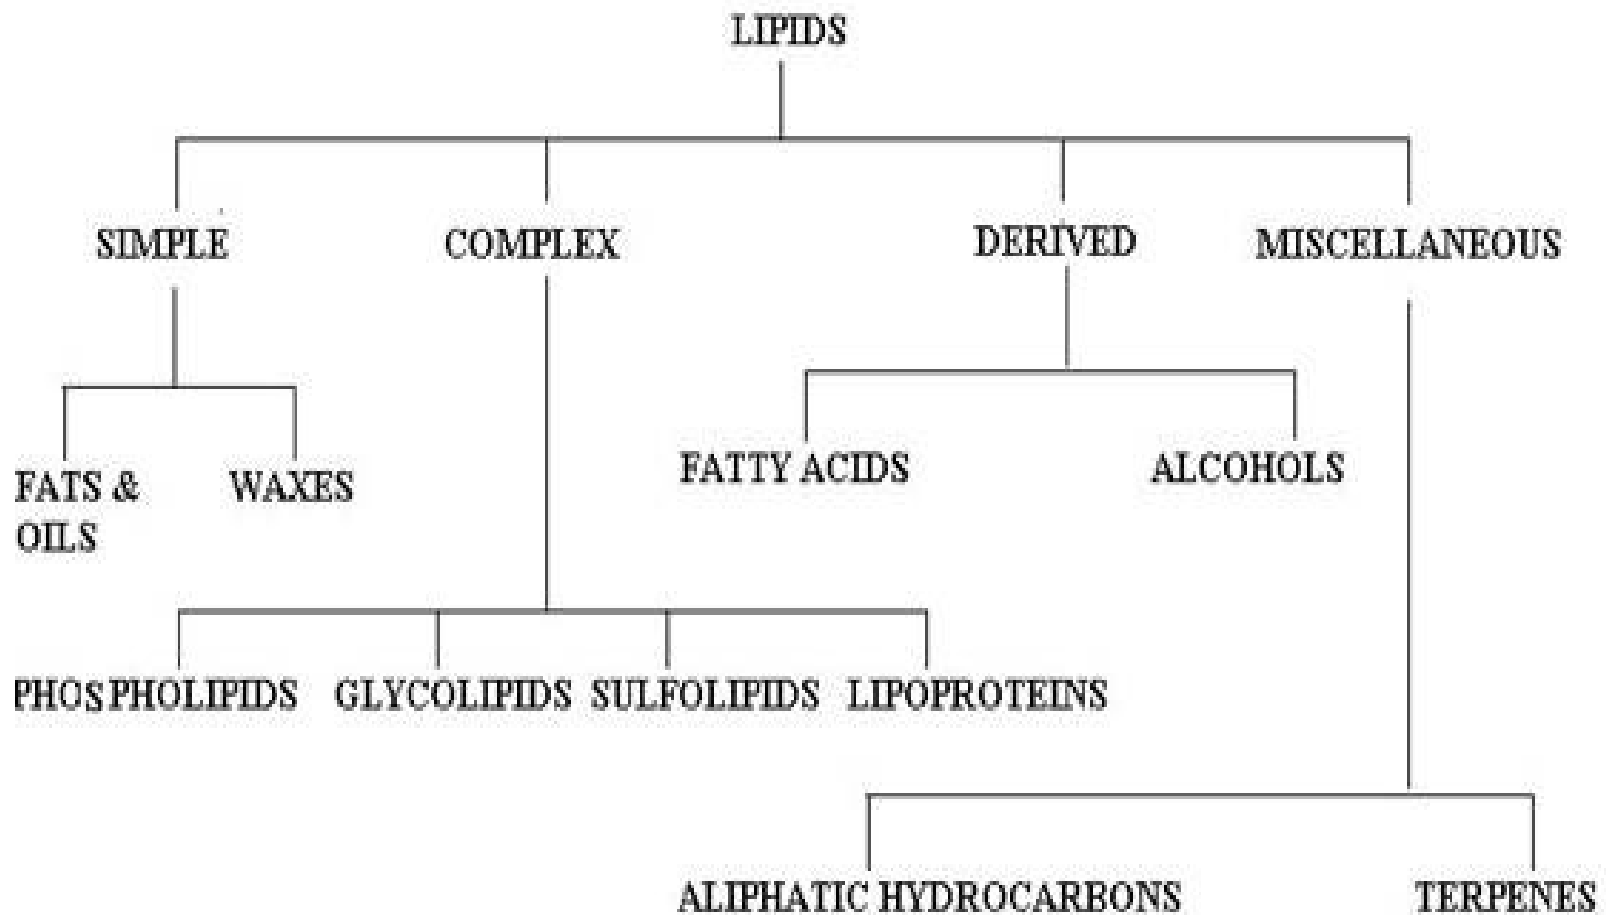 LIPIDS
SIMPLE COMPLEX DERIVED MISCELLANEOUS
FATS & WAXES FATTY ACIDS ALCOHOLS
OILS
PHOSPHOLIPIDS GLYCOLIPIDS SULFOLIPIDS LIPOPROTEINS
ALIPHATIC HYDROCARBONS TERPENES